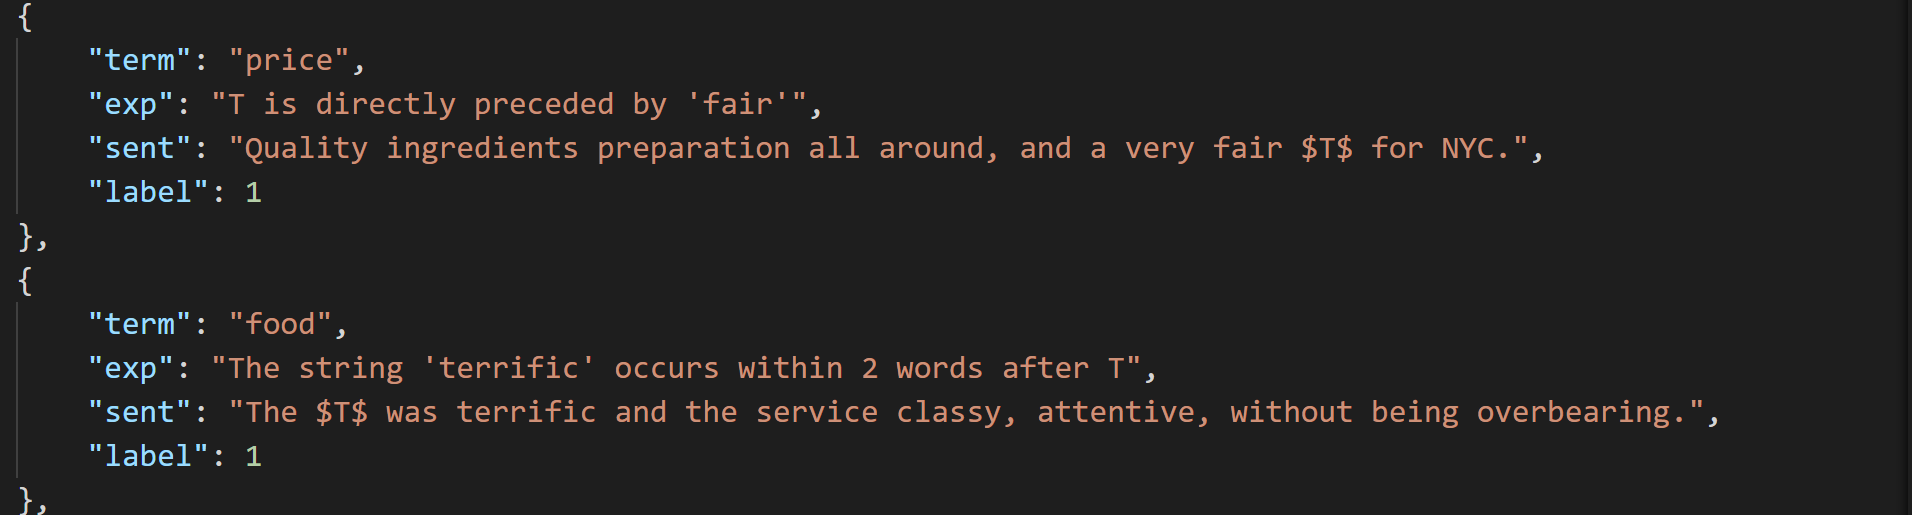 {
    "term": "price",
    "exp": "T is directly preceded by 'fair'",
    "sent": "Quality ingredients preparation all around, and a very fair $T$ for NYC.",
    "label": 1
},
{
    "term": "food",
    "exp": "The string 'terrific' occurs within 2 words after T",
    "sent": "The $T$ was terrific and the service classy, attentive, without being overbearing.",
    "label": 1
},